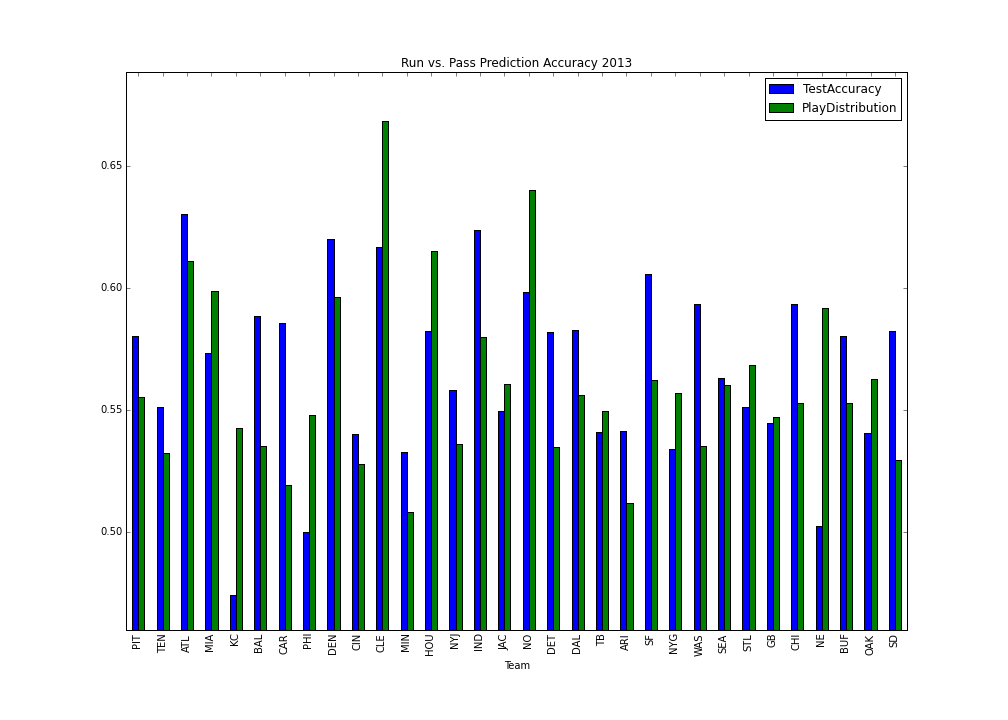 Run vs. Pass Prediction Accuracy 2013
TestAccuracy
PlayDistribution
0.65
0.60
0.55
0.50
PIT
TEN
ATL
MIA
KC
BAL
CAR
PHI
DEN
CIN
CLE
MIN
HOU
NYJ
IND
JAC
NO
DET
DAL
TB
ARI
SF
NYG
WAS
SEA
STL
GB
CHI
NE
BUF
OAK
SD
Team